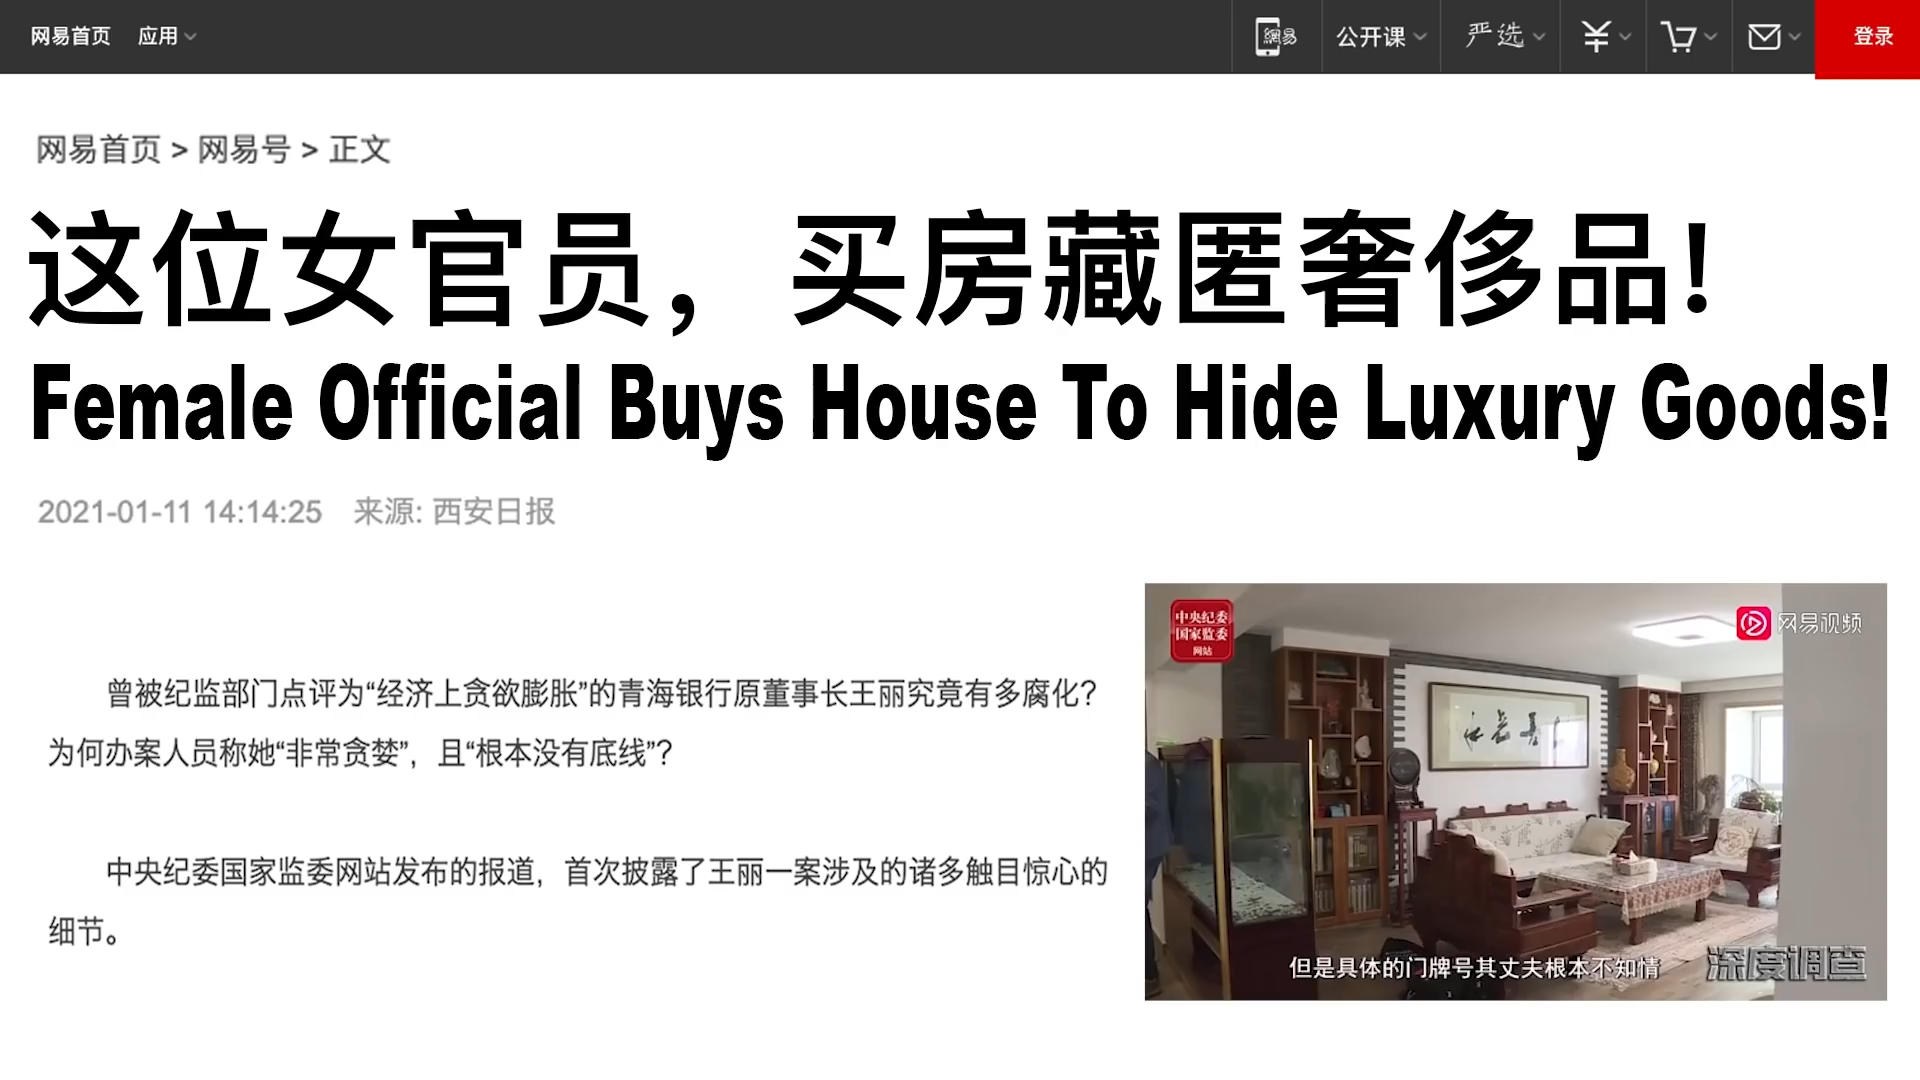 网易首页 应用 網易 公开课 严选 登录
网易首页 > 网易号 > 正文
这位女官员，买房藏匿奢侈品！
Female Official Buys House To Hide Luxury Goods!
2021-01-11 14:14:25 来源: 西安日报
曾被纪监部门点评为“经济上贪欲膨胀”的青海银行原董事长王丽究竟有多腐化？
为何办案人员称她“非常贪婪”，且“根本没有底线”？
中央纪委国家监委网站发布的报道，首次披露了王丽一案涉及的诸多触目惊心的
细节。
中央纪委
国家监委
网站
网易视频
但是具体的门牌号其丈夫根本不知情
深度调查